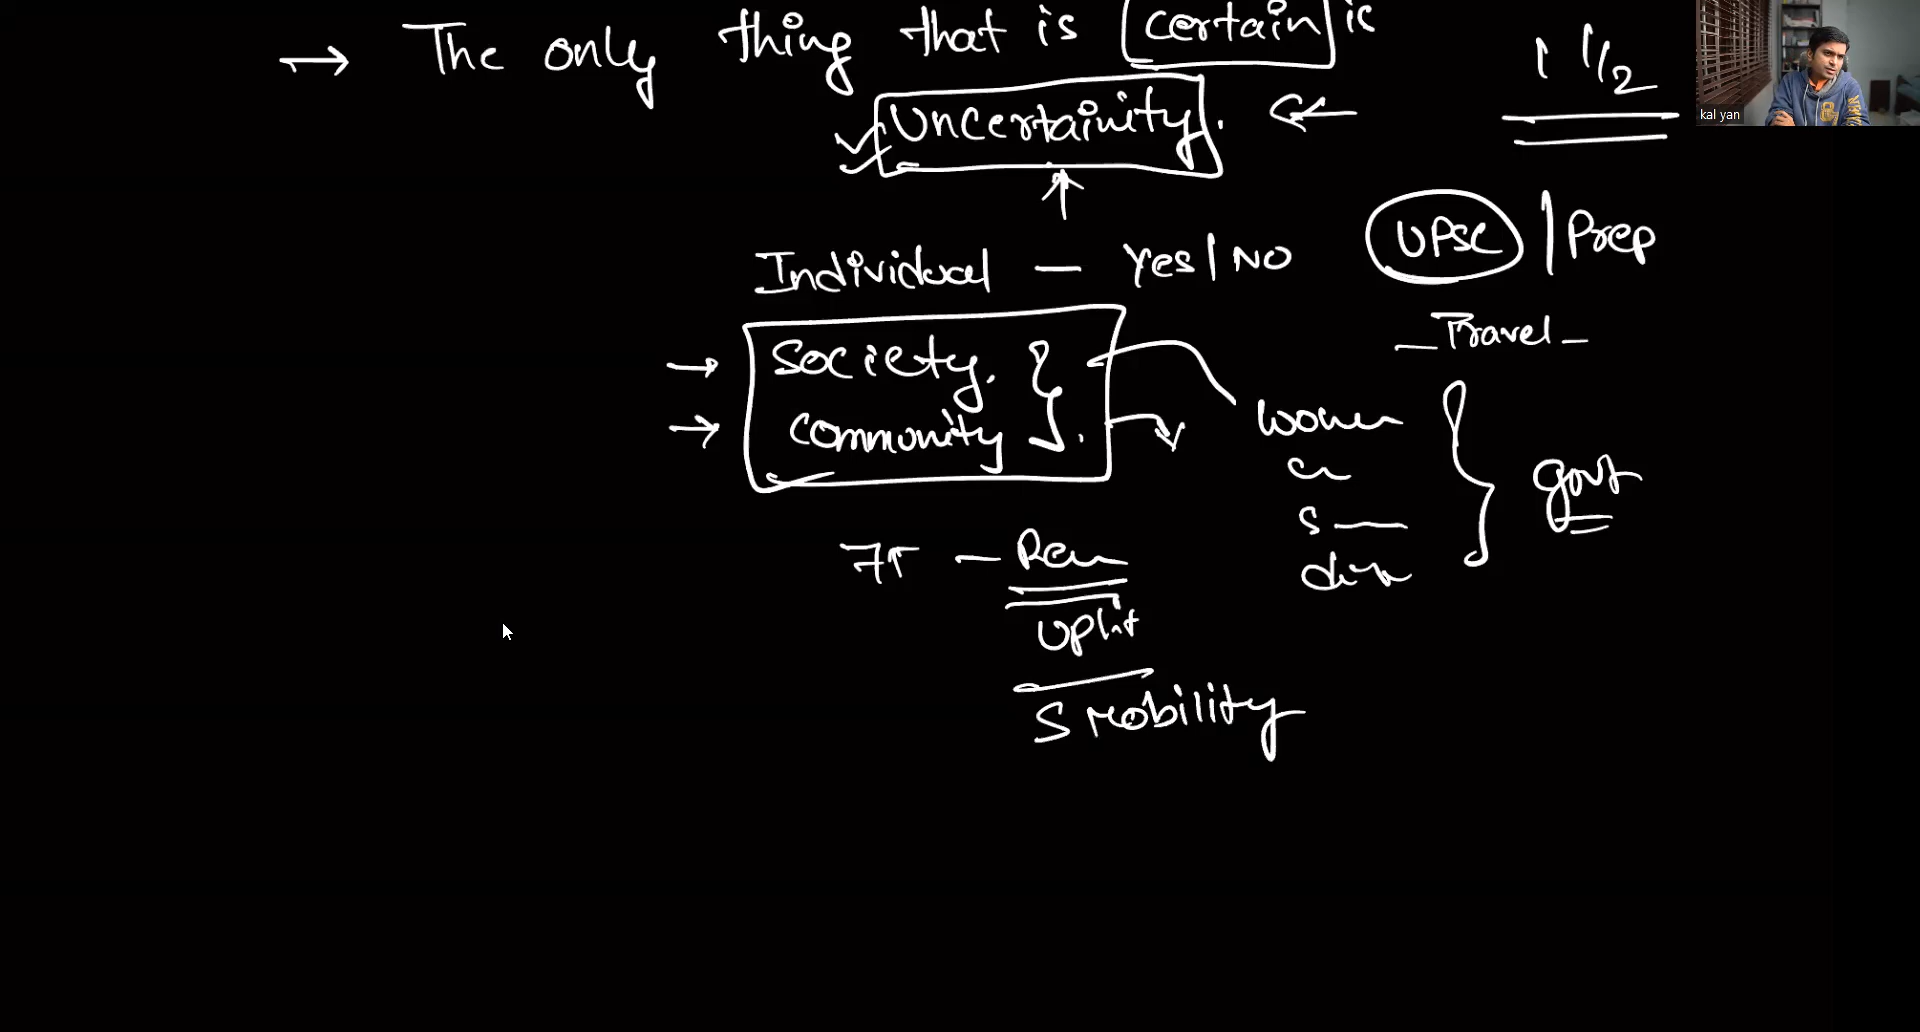 → The only thing that is certain is
Uncertainity.
1 1/2
kal yan
UPSC | Prep
Individual — Yes / NO
- Travel -
→ Society.
→ Community
women
s
govt
Uplift
S Mobility